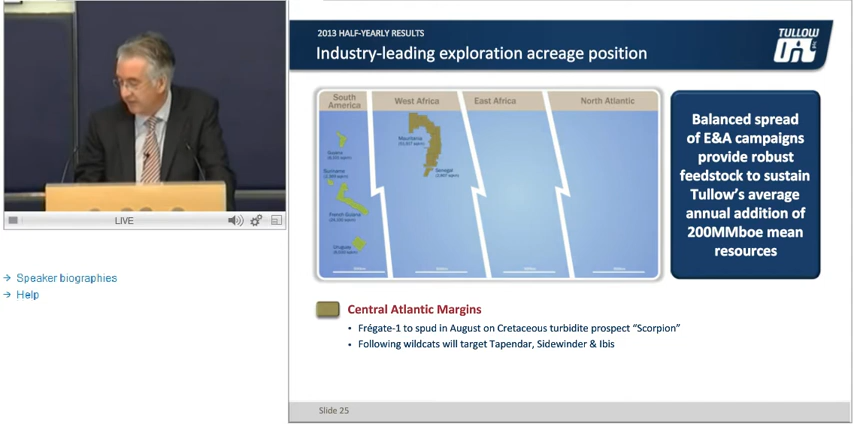 2013 HALF-YEARLY RESULTS
Industry-leading exploration acreage position
TULLOW
Oil
plc
South
America
West Africa
East Africa
North Atlantic
Guyana
Suriname
French Guiana
Uruguay
Mauritania
Senegal
Balanced spread
of E&A campaigns
provide robust
feedstock to sustain
Tullow's average
annual addition of
200MMboe mean
resources
LIVE
→ Speaker biographies
→ Help
Central Atlantic Margins
• Frégate-1 to spud in August on Cretaceous turbidite prospect “Scorpion”
• Following wildcats will target Tapendar, Sidewinder & Ibis
Slide 25